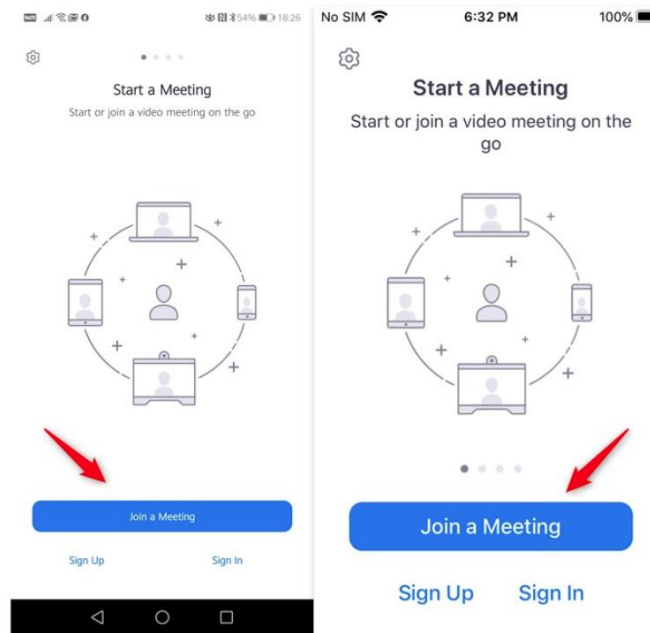 54% 18:26
Start a Meeting
Start or join a video meeting on the go
Join a Meeting
Sign Up Sign In
No SIM 6:32 PM 100%
Start a Meeting
Start or join a video meeting on the
go
Join a Meeting
Sign Up Sign In